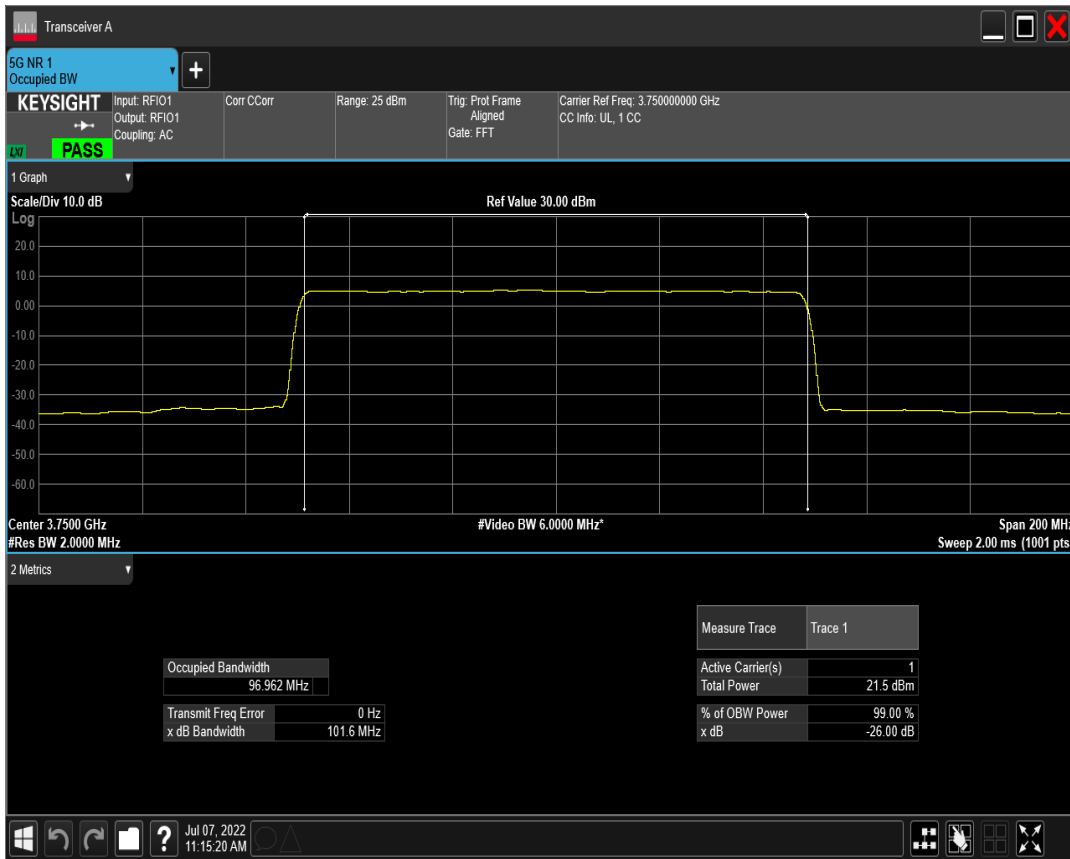 Transceiver A
5G NR 1
Occupied BW
KEYSIGHT
LXI
PASS
Input: RFIO1
Output: RFIO1
Coupling: AC
Corr CCorr
Range: 25 dBm
Trig: Prot Frame
Aligned
Gate: FFT
Carrier Ref Freq: 3.750000000 GHz
CC Info: UL, 1 CC
1 Graph
Scale/Div 10.0 dB
Ref Value 30.00 dBm
Log
20.0
10.0
0.00
-10.0
-20.0
-30.0
-40.0
-50.0
-60.0
Center 3.7500 GHz
#Video BW 6.0000 MHz*
Span 200 MHz
#Res BW 2.0000 MHz
Sweep 2.00 ms (1001 pts
2 Metrics
Measure Trace Trace 1
Occupied Bandwidth
96.962 MHz
Active Carrier(s) 1
Total Power 21.5 dBm
Transmit Freq Error 0 Hz
x dB Bandwidth 101.6 MHz
% of OBW Power 99.00 %
x dB -26.00 dB
?
Jul 07, 2022
11:15:20 AM